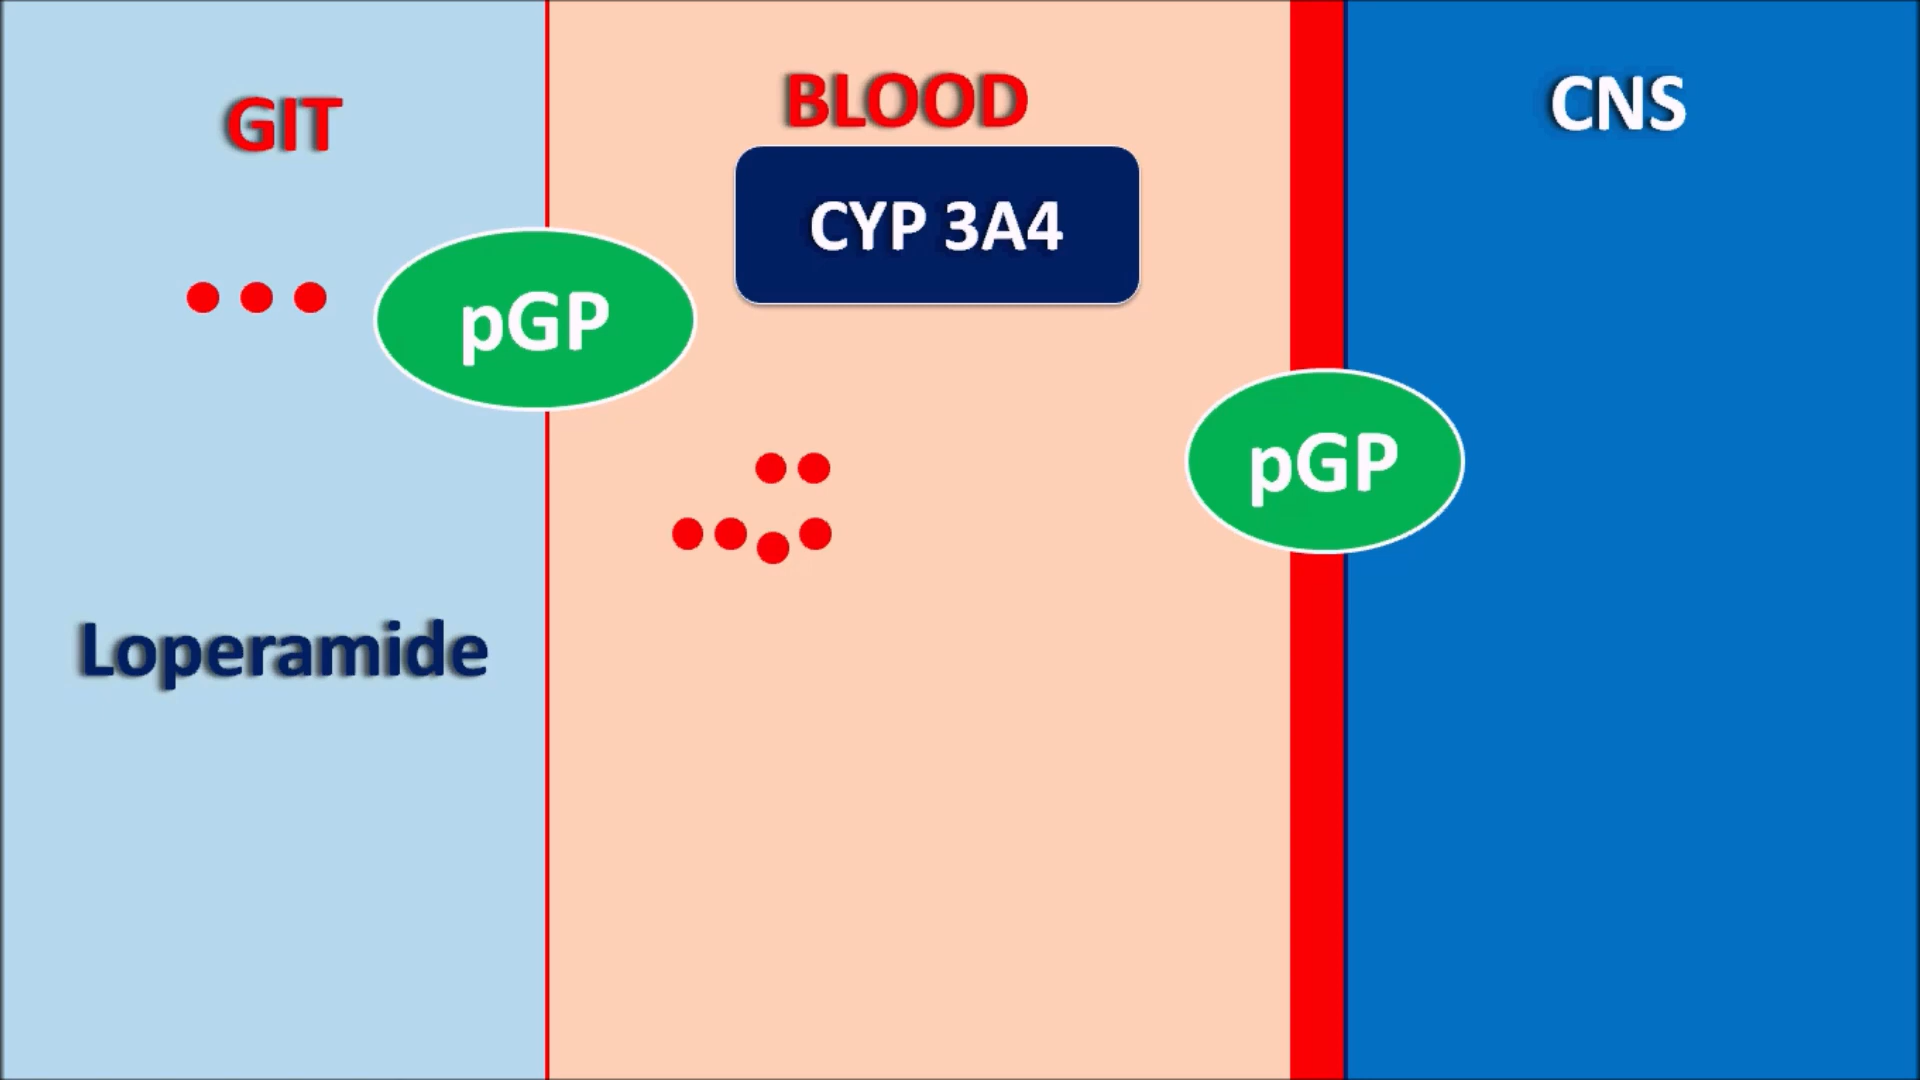 GIT
BLOOD
CNS
CYP 3A4
pGP
pGP
Loperamide